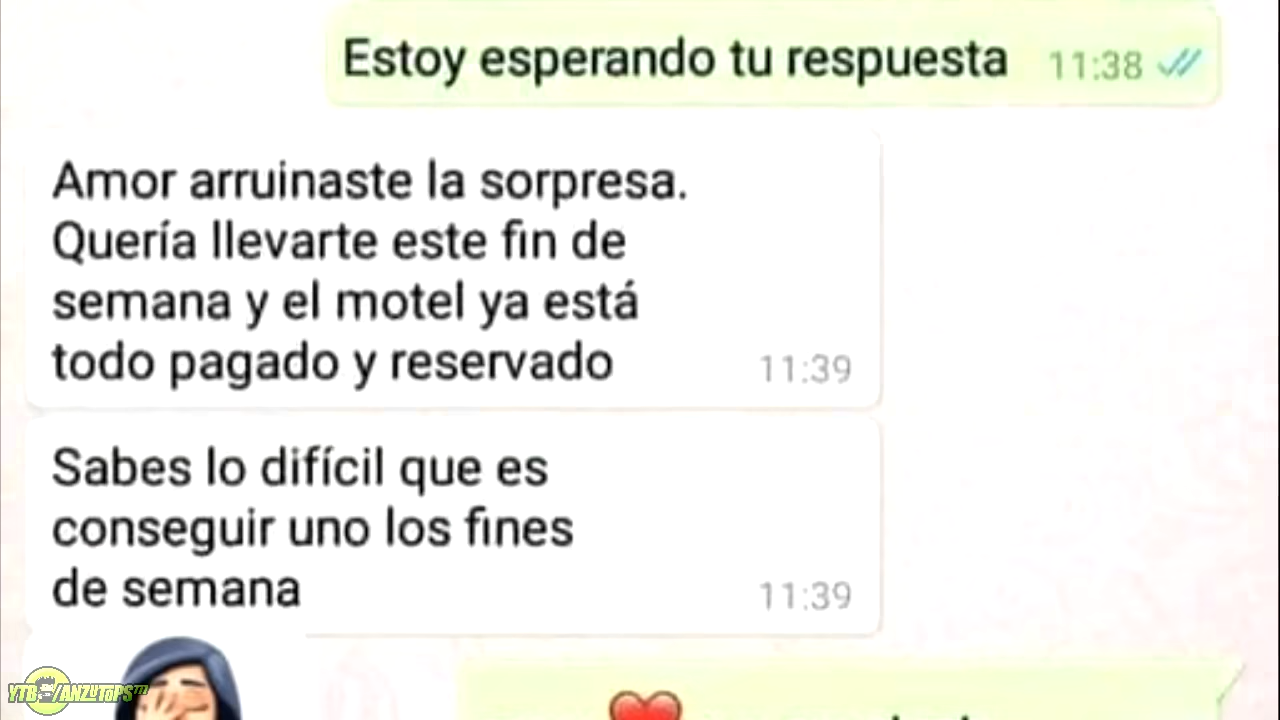 Estoy esperando tu respuesta 11:38
Amor arruinaste la sorpresa.
Quería llevarte este fin de
semana y el motel ya está
todo pagado y reservado 11:39
Sabes lo difícil que es
conseguir uno los fines
de semana 11:39